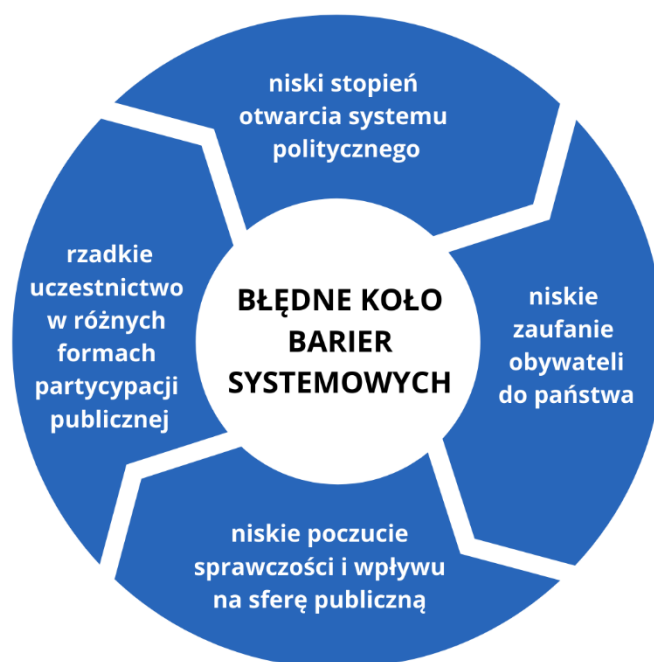 niski stopień
otwarcia systemu
politycznego
niskie
zaufanie
obywateli
do państwa
niskie poczucie
sprawczości i wpływu
na sferę publiczną
rzadkie
uczestnictwo
w różnych
formach
partycypacji
publicznej
BŁĘDNE KOŁO
BARIER
SYSTEMOWYCH